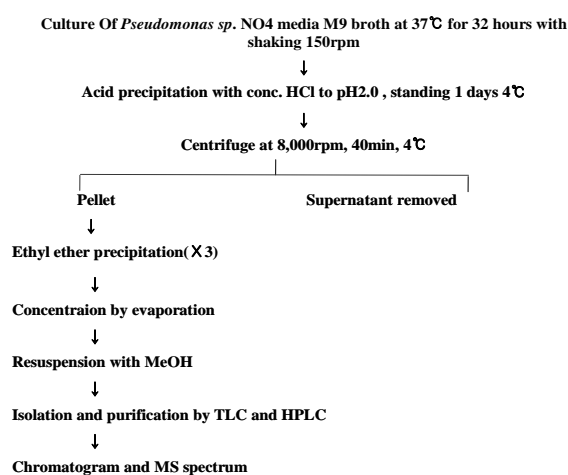 Culture Of Pseudomonas sp. NO4 media M9 broth at 37℃ for 32 hours with
shaking 150rpm
↓
Acid precipitation with conc. HCl to pH2.0 , standing 1 days 4℃
↓
Centrifuge at 8,000rpm, 40min, 4℃
Pellet Supernatant removed
↓
Ethyl ether precipitation(X3)
↓
Concentraion by evaporation
↓
Resuspension with MeOH
↓
Isolation and purification by TLC and HPLC
↓
Chromatogram and MS spectrum